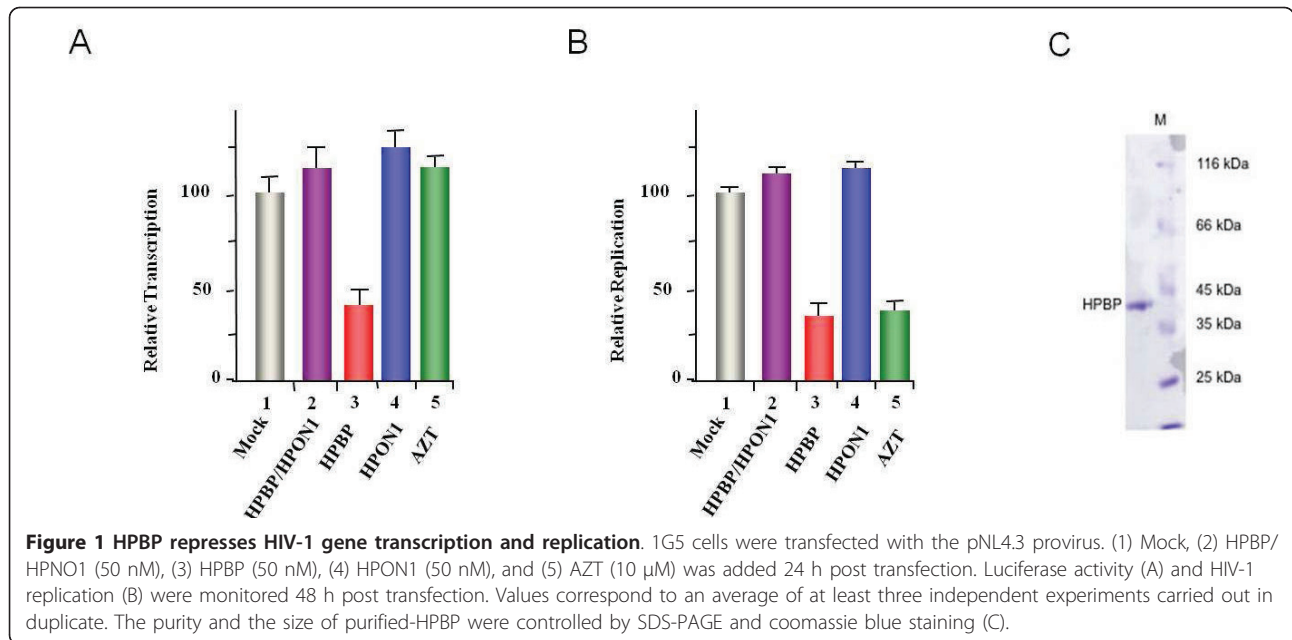 A
B
C
Relative Transcription
100
50
0
1 2 3 4 5
Mock
HPBP/HPON1
HPBP
HPON1
AZT
Relative Replication
100
50
0
1 2 3 4 5
Mock
HPBP/HPON1
HPBP
HPON1
AZT
M
116 kDa
66 kDa
45 kDa
HPBP
35 kDa
25 kDa
Figure 1 HPBP represses HIV-1 gene transcription and replication. 1G5 cells were transfected with the pNL4.3 provirus. (1) Mock, (2) HPBP/
HPNO1 (50 nM), (3) HPBP (50 nM), (4) HPON1 (50 nM), and (5) AZT (10 μM) was added 24 h post transfection. Luciferase activity (A) and HIV-1
replication (B) were monitored 48 h post transfection. Values correspond to an average of at least three independent experiments carried out in
duplicate. The purity and the size of purified-HPBP were controlled by SDS-PAGE and coomassie blue staining (C).